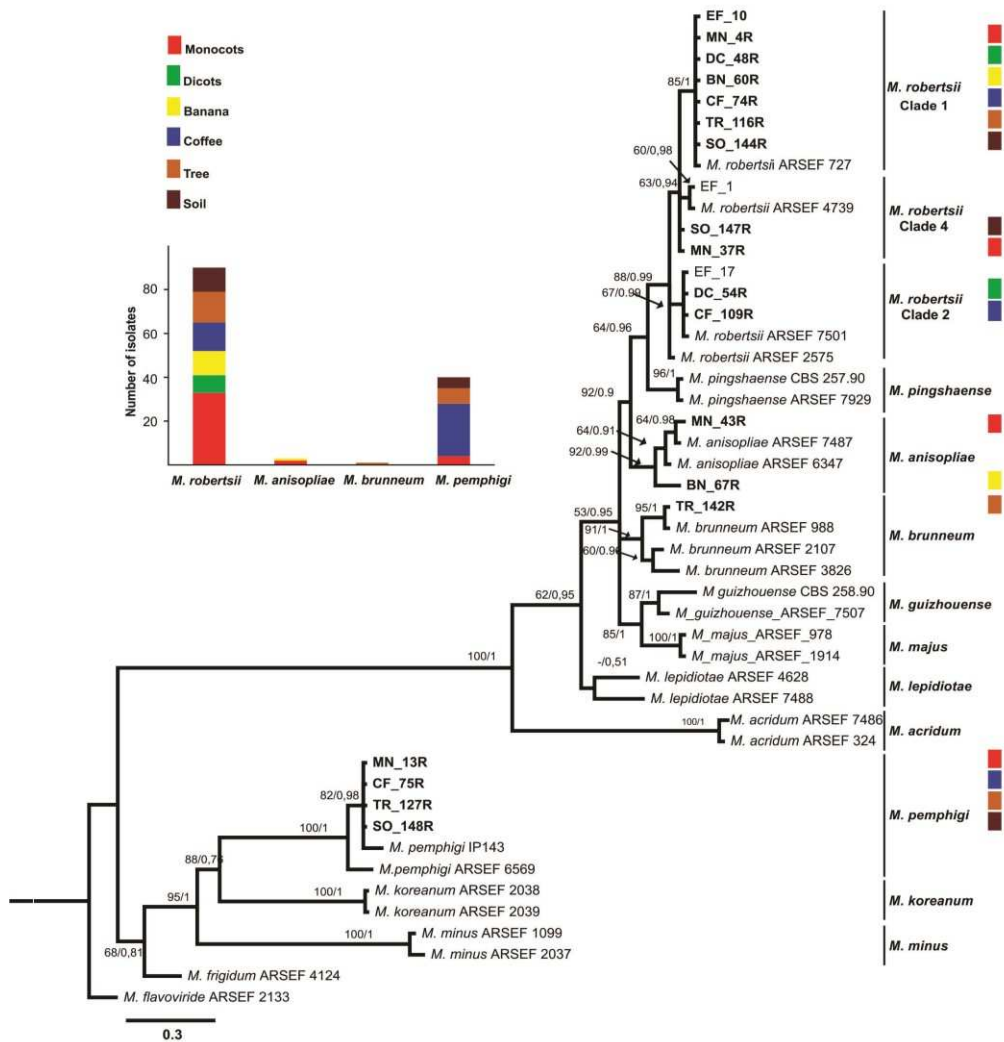 Monocots
Dicots
Banana
Coffee
Tree
Soil
Number of isolates
80
60
40
20
M. robertsii
M. anisopliae
M. brunneum
M. pemphigi
EF_10
MN_4R
DC_48R
BN_60R
CF_74R
TR_116R
SO_144R
M. robertsii ARSEF 727
85/1
M. robertsii
Clade 1
60/0,98
63/0,94
EF_1
M. robertsii ARSEF 4739
SO_147R
MN_37R
M. robertsii
Clade 4
88/0.99
67/0.99
EF_17
DC_54R
CF_109R
M. robertsii ARSEF 7501
M. robertsii ARSEF 2575
M. robertsii
Clade 2
64/0.96
96/1
M. pingshaense CBS 257.90
M. pingshaense ARSEF 7929
M. pingshaense
92/0.9
64/0.98
64/0.91
92/0.99
MN_43R
M. anisopliae ARSEF 7487
M. anisopliae ARSEF 6347
BN_67R
M. anisopliae
53/0.95
95/1
91/1
TR_142R
M. brunneum ARSEF 988
M. brunneum ARSEF 2107
M. brunneum ARSEF 3826
M. brunneum
62/0,95
87/1
M guizhouense CBS 258.90
M_guizhouense_ARSEF_7507
M. guizhouense
85/1
100/1
M_majus_ARSEF_978
M_majus_ARSEF_1914
M. majus
-/0,51
M. lepidiotae ARSEF 4628
M. lepidiotae ARSEF 7488
M. lepidiotae
100/1
100/1
M. acridum ARSEF 7486
M. acridum ARSEF 324
M. acridum
MN_13R
CF_75R
TR_127R
SO_148R
82/0,98
100/1
M. pemphigi IP143
M.pemphigi ARSEF 6569
M. pemphigi
95/1
100/1
M. koreanum ARSEF 2038
M. koreanum ARSEF 2039
M. koreanum
100/1
M. minus ARSEF 1099
M. minus ARSEF 2037
M. minus
68/0,81
M. frigidum ARSEF 4124
M. flavoviride ARSEF 2133
0.3